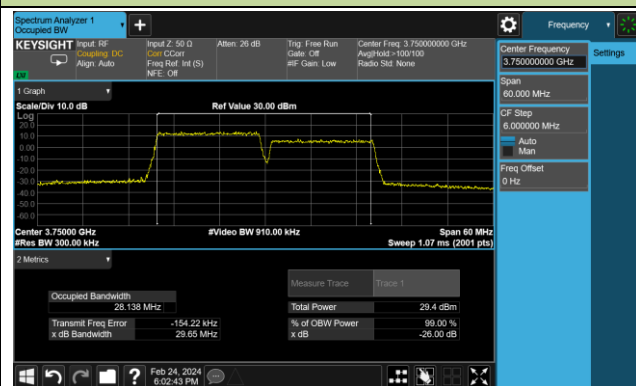 Spectrum Analyzer 1
Occupied BW
+
Frequency
KEYSIGHT
Input: RF
Coupling: DC
Align: Auto
Input Z: 50 Ω
Corr CCorr
Freq Ref: Int (S)
NFE: Off
Atten: 26 dB
Trig: Free Run
Gate: Off
#IF Gain: Low
Center Freq: 3.750000000 GHz
Avg|Hold:>100/100
Radio Std: None
Center Frequency
3.750000000 GHz
Settings
Span
60.000 MHz
CF Step
6.000000 MHz
Auto
Man
Freq Offset
0 Hz
1 Graph
Scale/Div 10.0 dB
Ref Value 30.00 dBm
Log
20.0
10.0
0.00
-10.0
-20.0
-30.0
-40.0
-50.0
-60.0
Center 3.75000 GHz
#Video BW 910.00 kHz
Span 60 MHz
#Res BW 300.00 kHz
Sweep 1.07 ms (2001 pts)
2 Metrics
Measure Trace
Trace 1
Occupied Bandwidth
28.138 MHz
Total Power
29.4 dBm
Transmit Freq Error
-154.22 kHz
% of OBW Power
99.00 %
x dB Bandwidth
29.65 MHz
x dB
-26.00 dB
?
Feb 24, 2024
6:02:43 PM